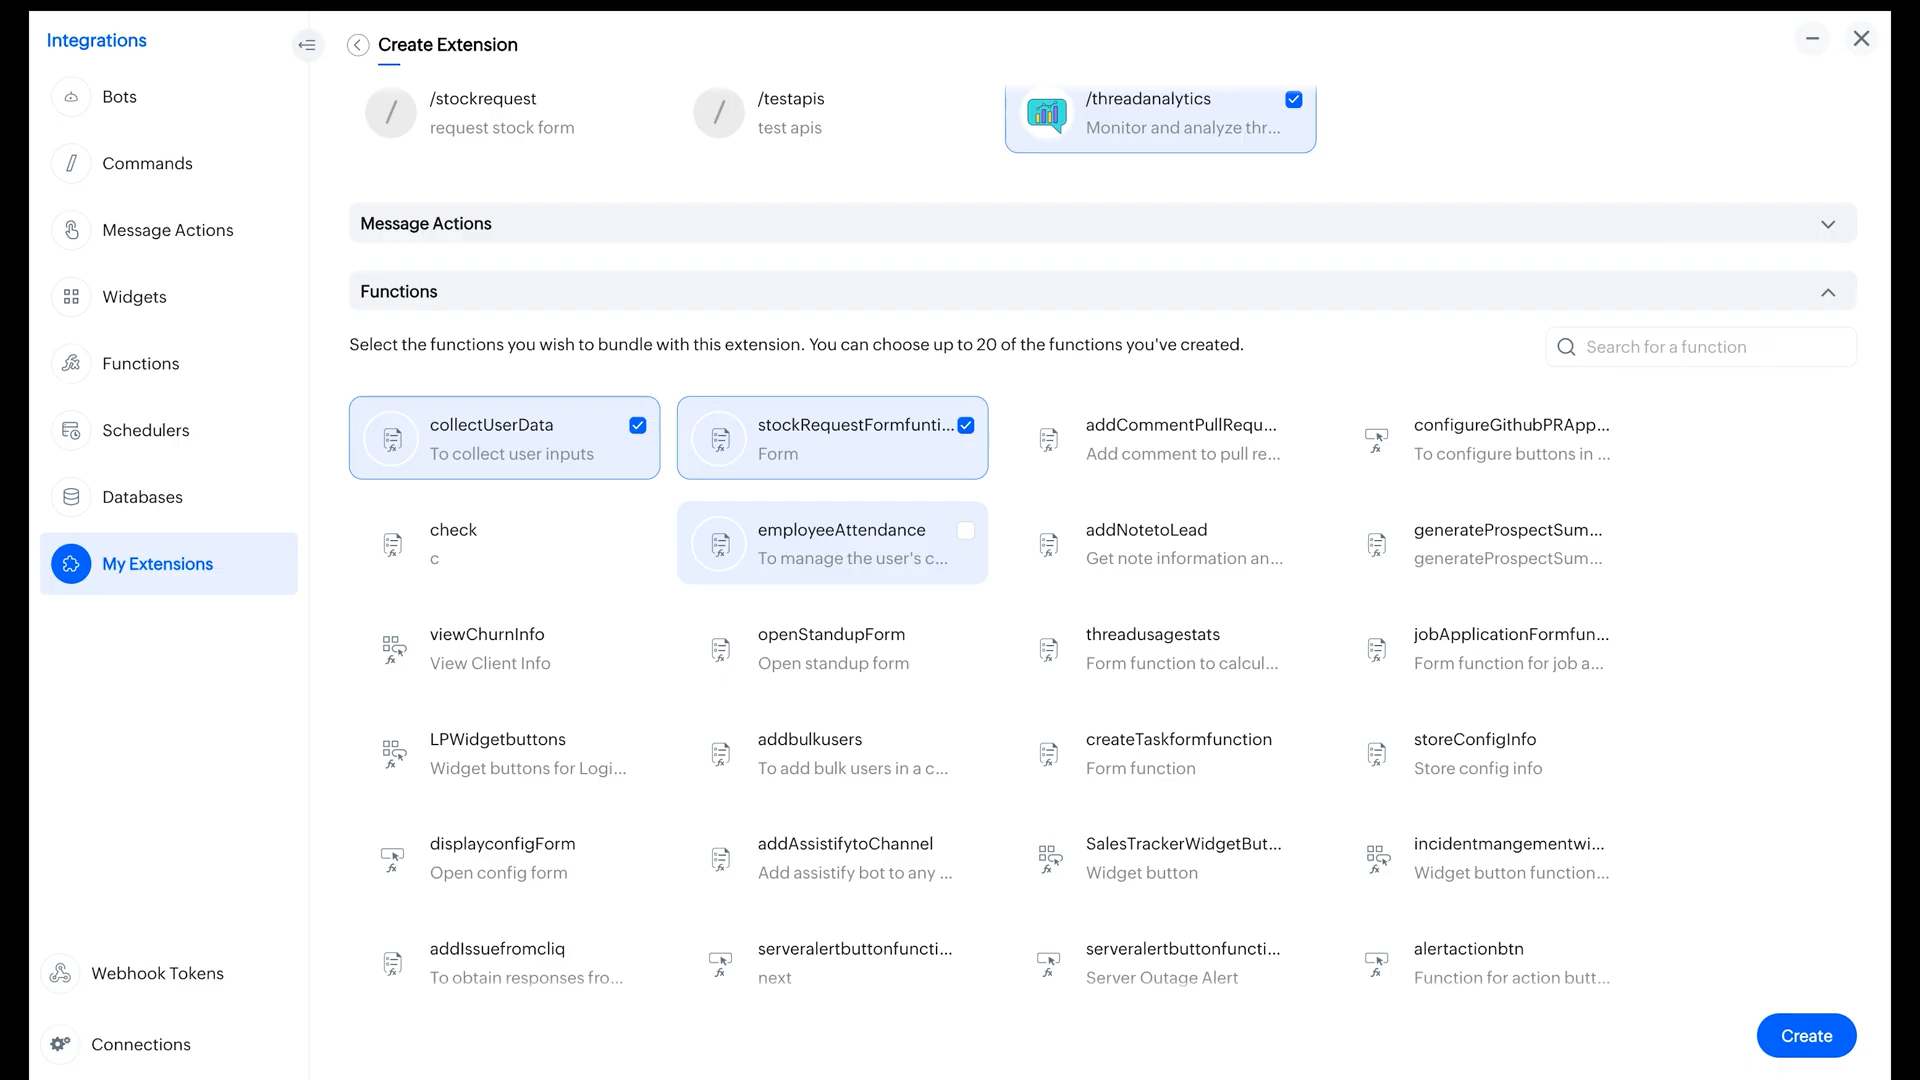 Integrations
Create Extension
Bots
Commands
Message Actions
Widgets
Functions
Schedulers
Databases
My Extensions
Webhook Tokens
Connections
/stockrequest
request stock form
/testapis
test apis
/threadanalytics
Monitor and analyze thr...
Message Actions
Functions
Select the functions you wish to bundle with this extension. You can choose up to 20 of the functions you've created.
Search for a function
collectUserData
To collect user inputs
stockRequestFormfunti...
Form
addCommentPullRequ...
Add comment to pull re...
configureGithubPRApp...
To configure buttons in ...
check
c
employeeAttendance
To manage the user's c...
addNotetoLead
Get note information an...
generateProspectSum...
generateProspectSum...
viewChurnInfo
View Client Info
openStandupForm
Open standup form
threadusagestats
Form function to calcul...
jobApplicationFormfun...
Form function for job a...
LPWidgetbuttons
Widget buttons for Logi...
addbulkusers
To add bulk users in a c...
createTaskformfunction
Form function
storeConfigInfo
Store config info
displayconfigForm
Open config form
addAssistifytoChannel
Add assistify bot to any ...
SalesTrackerWidgetBut...
Widget button
incidentmangementwi...
Widget button function...
addIssuefromcliq
To obtain responses fro...
serveralertbuttonfuncti...
next
serveralertbuttonfuncti...
Server Outage Alert
alertactionbtn
Function for action butt...
Create